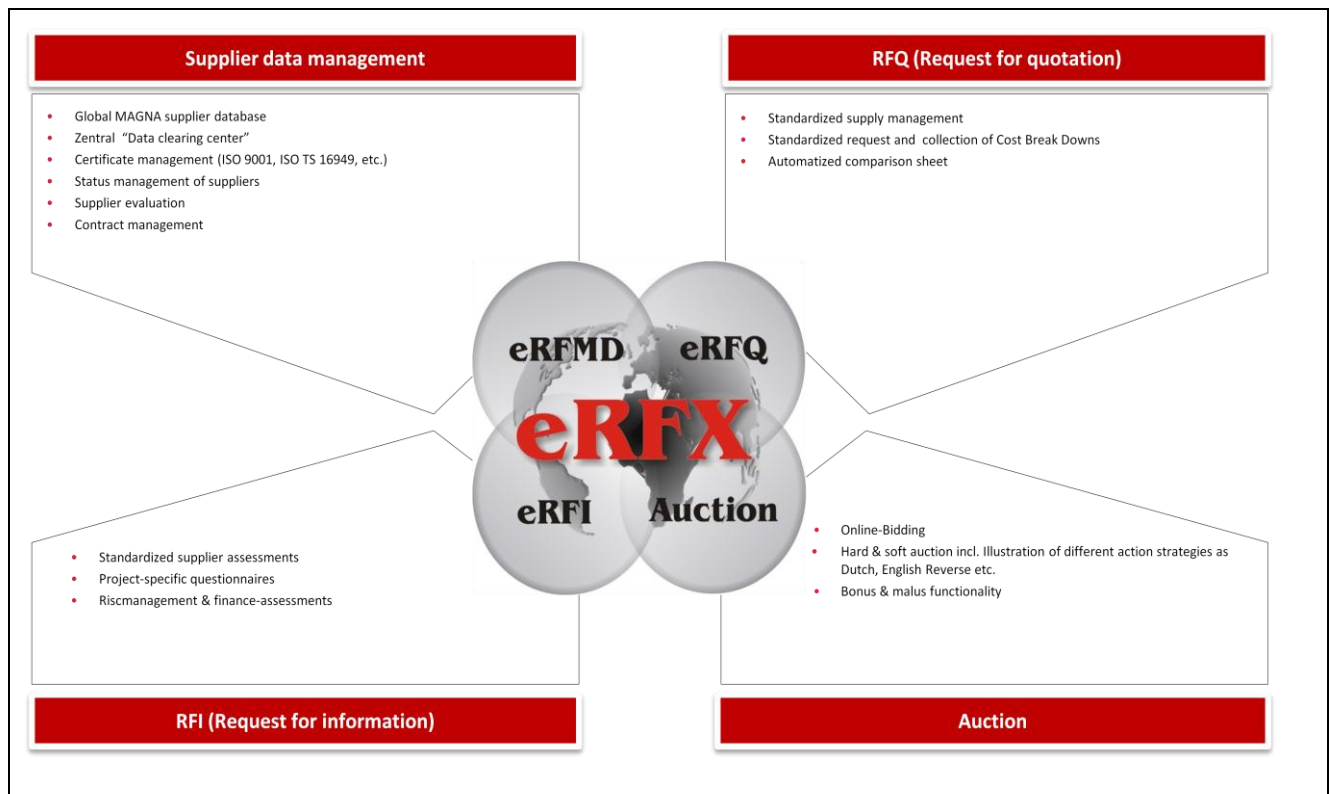 Supplier data management
• Global MAGNA supplier database
• Zentral “Data clearing center”
• Certificate management (ISO 9001, ISO TS 16949, etc.)
• Status management of suppliers
• Supplier evaluation
• Contract management
RFQ (Request for quotation)
• Standardized supply management
• Standardized request and collection of Cost Break Downs
• Automatized comparison sheet
eRFMD
eRFQ
eRFX
eRFI
Auction
• Standardized supplier assessments
• Project-specific questionnaires
• Riscmanagement & finance-assessments
RFI (Request for information)
• Online-Bidding
• Hard & soft auction incl. Illustration of different action strategies as
Dutch, English Reverse etc.
• Bonus & malus functionality
Auction